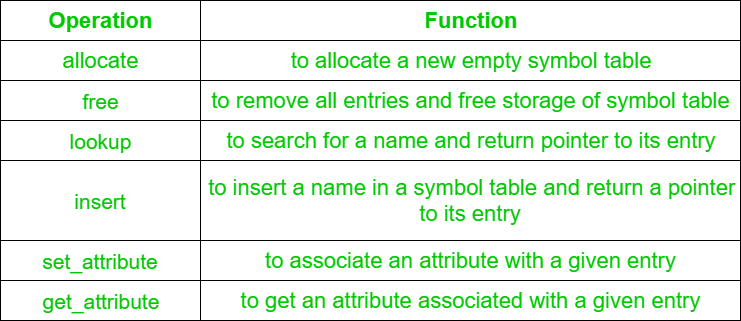 Operation Function
allocate to allocate a new empty symbol table
free to remove all entries and free storage of symbol table
lookup to search for a name and return pointer to its entry
insert to insert a name in a symbol table and return a pointer
to its entry
set_attribute to associate an attribute with a given entry
get_attribute to get an attribute associated with a given entry